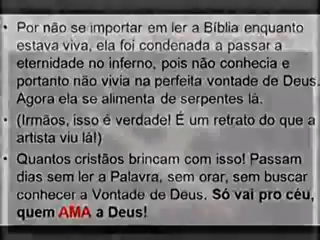 • Por não se importar em ler a Bíblia enquanto
estava viva, ela foi condenada a passar a
eternidade no inferno, pois não conhecia e
portanto não vivia na perfeita vontade de Deus.
Agora ela se alimenta de serpentes lá.
• (Irmãos, isso é verdade! É um retrato do que a
artista viu lá!)
• Quantos cristãos brincam com isso! Passam
dias sem ler a Palavra, sem orar, sem buscar
conhecer a Vontade de Deus. Só vai pro céu,
quem AMA a Deus!